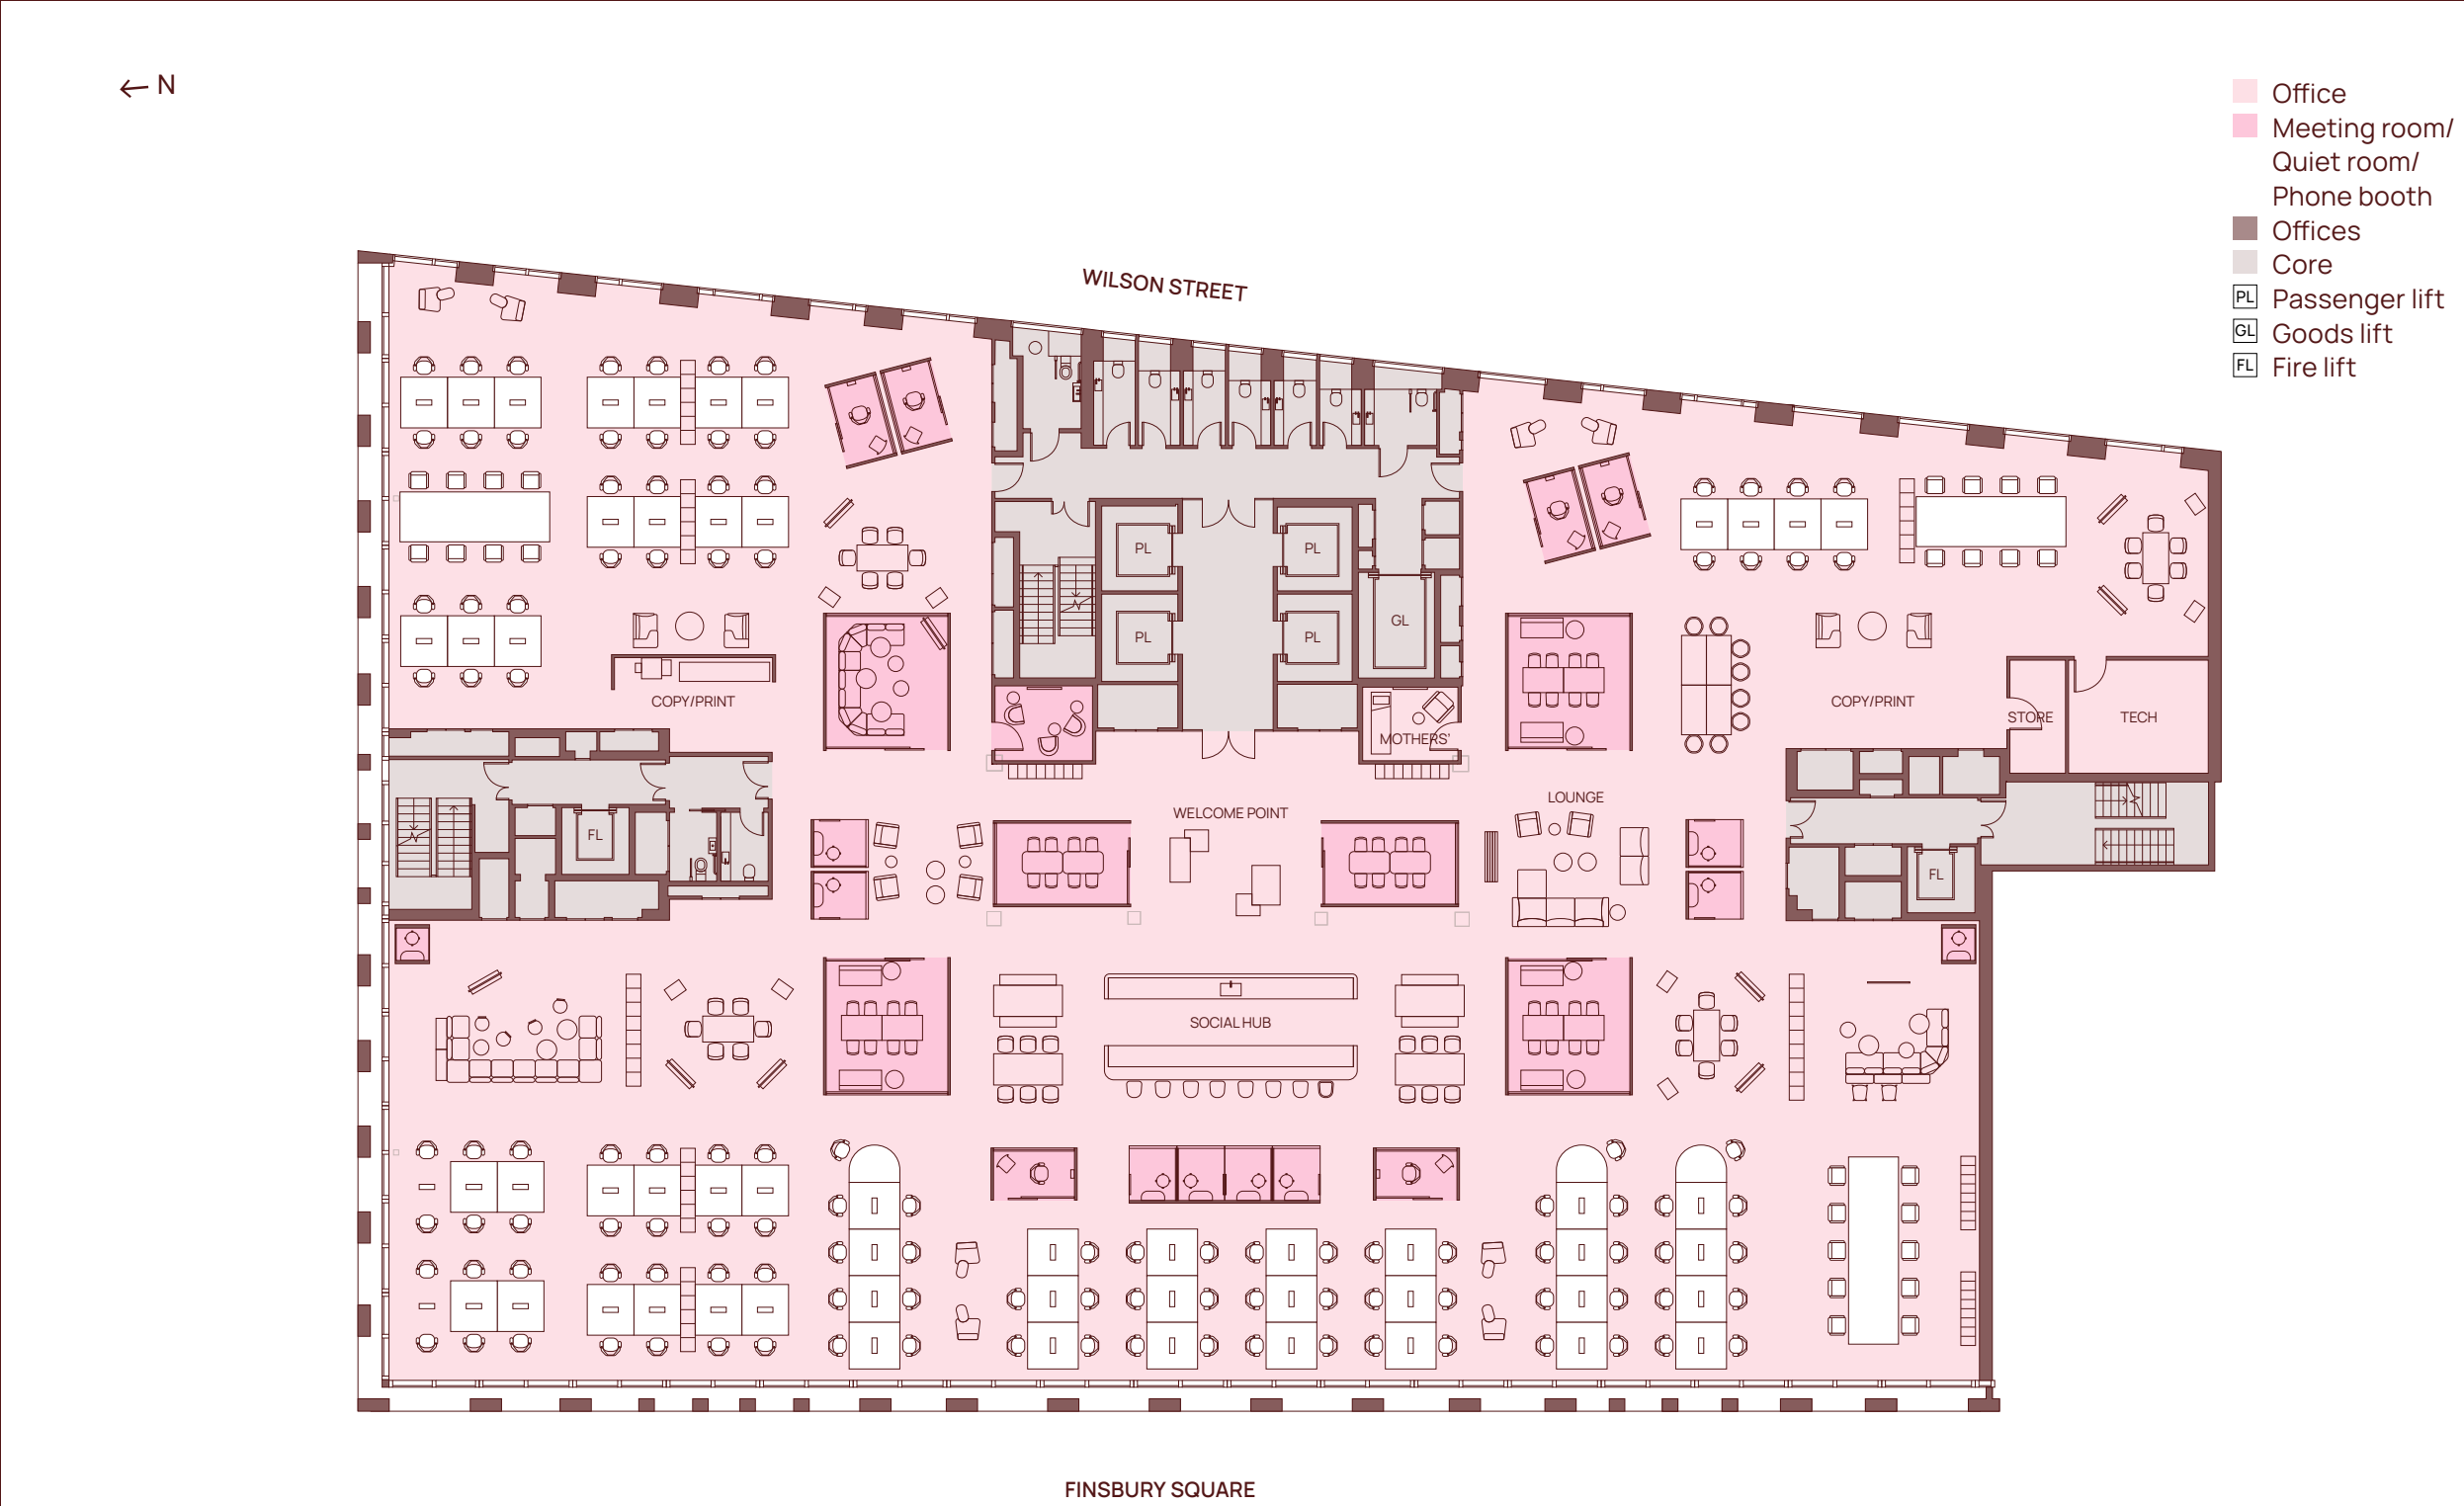 N
Office
Meeting room/
Quiet room/
Phone booth
Offices
Core
PL Passenger lift
GL Goods lift
FL Fire lift
WILSON STREET
PL
PL
PL
PL
GL
COPY/PRINT
COPY/PRINT
STORE
TECH
MOTHERS'
LOUNGE
WELCOME POINT
FL
FL
SOCIAL HUB
FINSBURY SQUARE